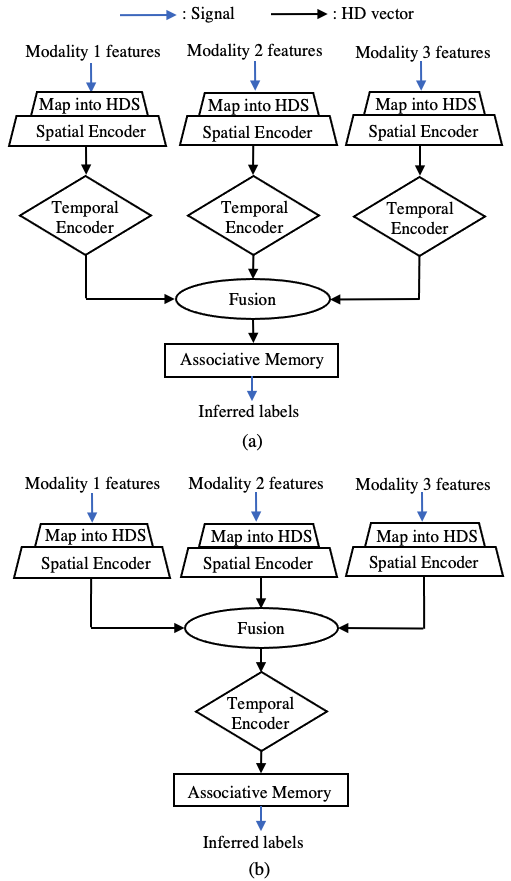 : Signal : HD vector
Modality 1 features Modality 2 features Modality 3 features
Map into HDS Map into HDS Map into HDS
Spatial Encoder Spatial Encoder Spatial Encoder
Temporal Temporal Temporal
Encoder Encoder Encoder
Fusion
Associative Memory
Inferred labels
(a)
Modality 1 features Modality 2 features Modality 3 features
Map into HDS Map into HDS Map into HDS
Spatial Encoder Spatial Encoder Spatial Encoder
Fusion
Temporal
Encoder
Associative Memory
Inferred labels
(b)